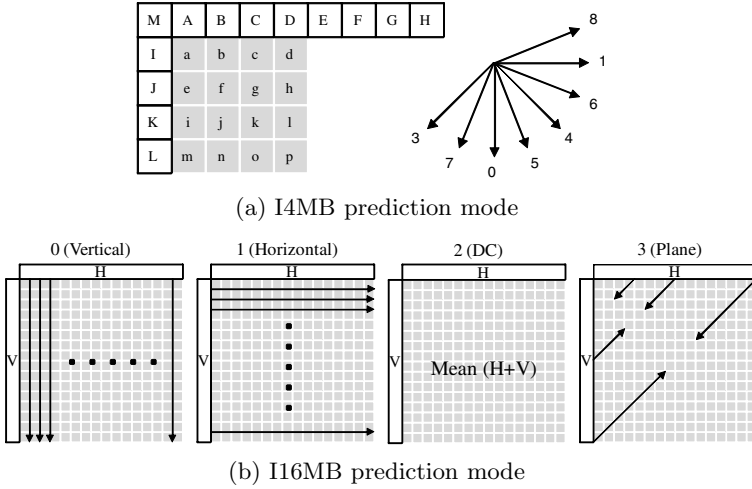 M A B C D E F G H
I a b c d
J e f g h
K i j k l
L m n o p
8
1
6
4
5
0
7
3
(a) I4MB prediction mode
0 (Vertical) 1 (Horizontal) 2 (DC) 3 (Plane)
H H H H
V V V V
Mean (H+V)
(b) I16MB prediction mode